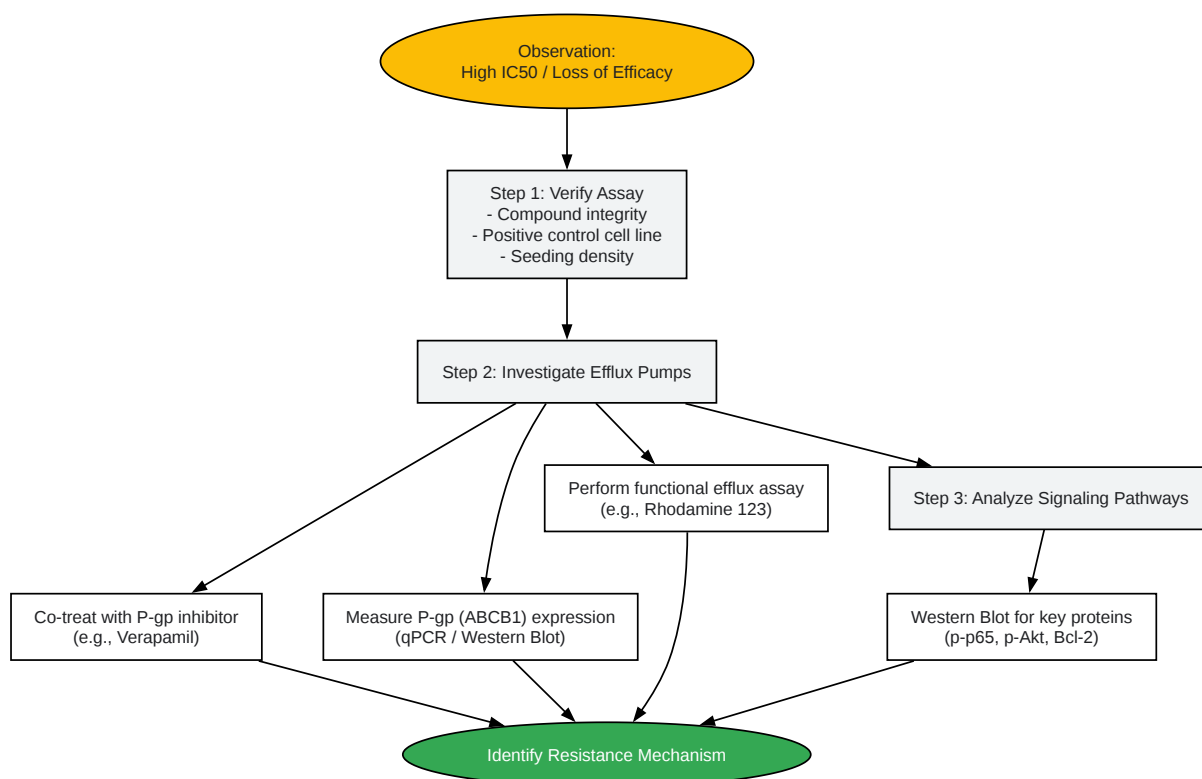 Observation:
High IC50 / Loss of Efficacy
Step 1: Verify Assay
- Compound integrity
- Positive control cell line
- Seeding density
Step 2: Investigate Efflux Pumps
Perform functional efflux assay
(e.g., Rhodamine 123)
Step 3: Analyze Signaling Pathways
Co-treat with P-gp inhibitor
(e.g., Verapamil)
Measure P-gp (ABCB1) expression
(qPCR / Western Blot)
Western Blot for key proteins
(p-p65, p-Akt, Bcl-2)
Identify Resistance Mechanism